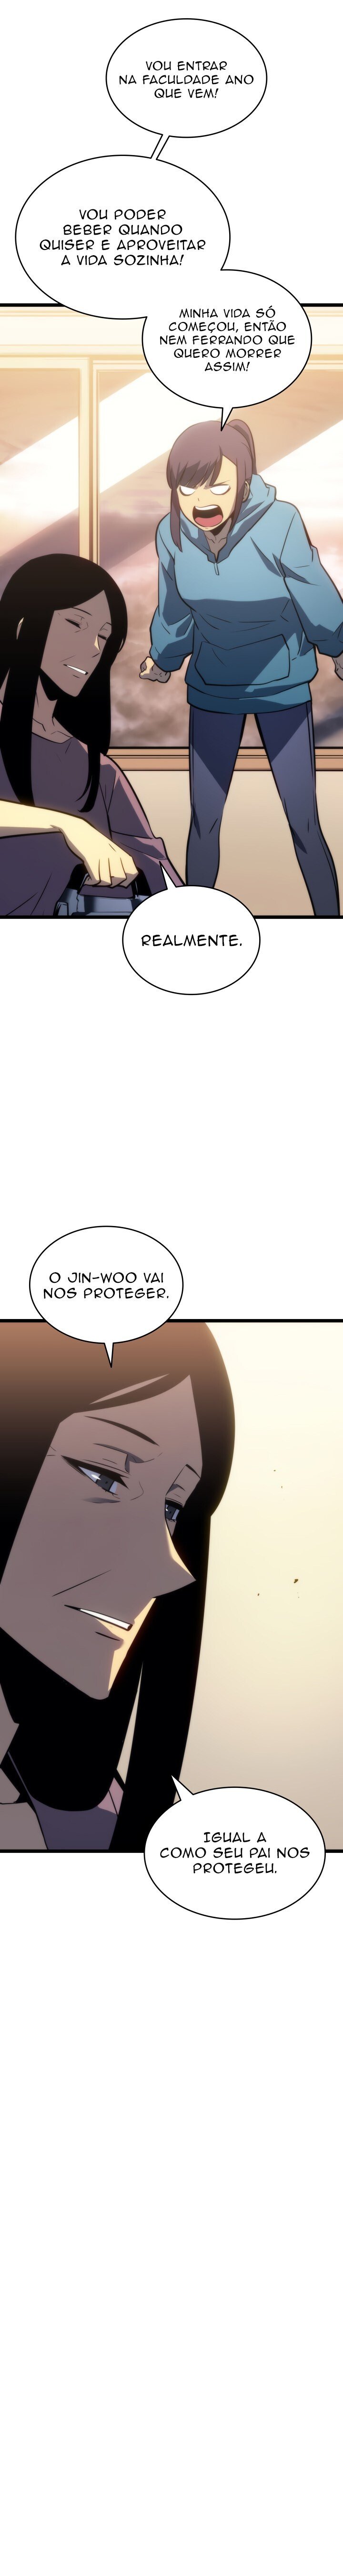 VOU ENTRAR
NA FACULDADE ANO
QUE VEM!
VOU PODER
BEBER QUANDO
QUISER E APROVEITAR
A VIDA SOZINHA!
MINHA VIDA SÓ
COMEÇOU, ENTÃO
NEM FERRANDO QUE
QUERO MORRER
ASSIM!
REALMENTE.
O JIN-WOO VAI
NOS PROTEGER.
IGUAL A
COMO SEU PAI NOS
PROTEGEU.